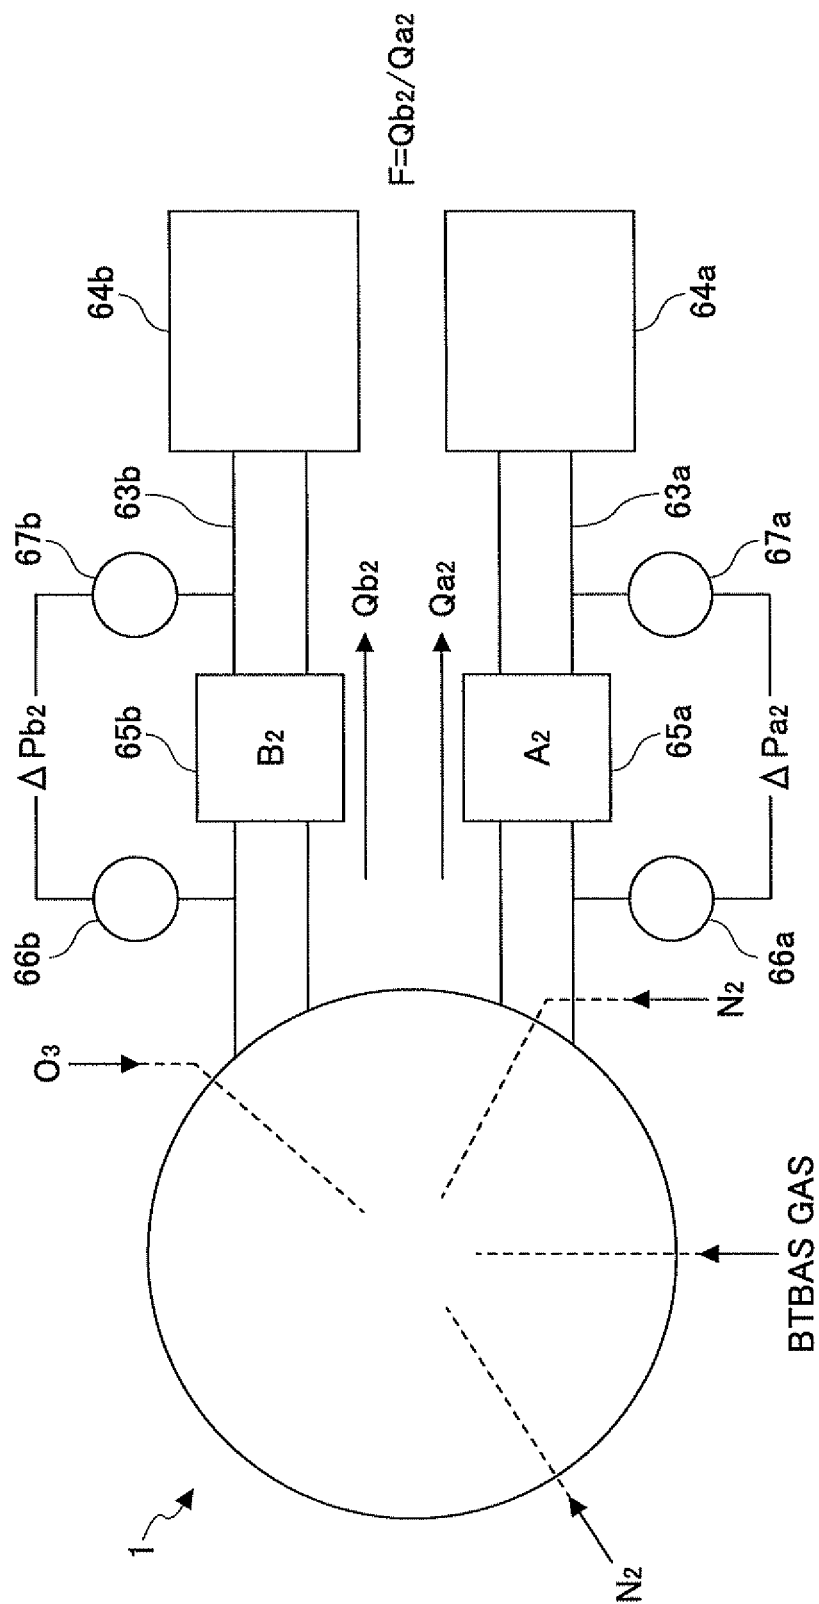 F=Qb2/Qa2
64b
64a
63b
63a
67b
67a
Qb2
Qa2
ΔPb2
65b
B2
A2
65a
ΔPa2
66b
66a
O3
N2
BTBAS GAS
1
N2